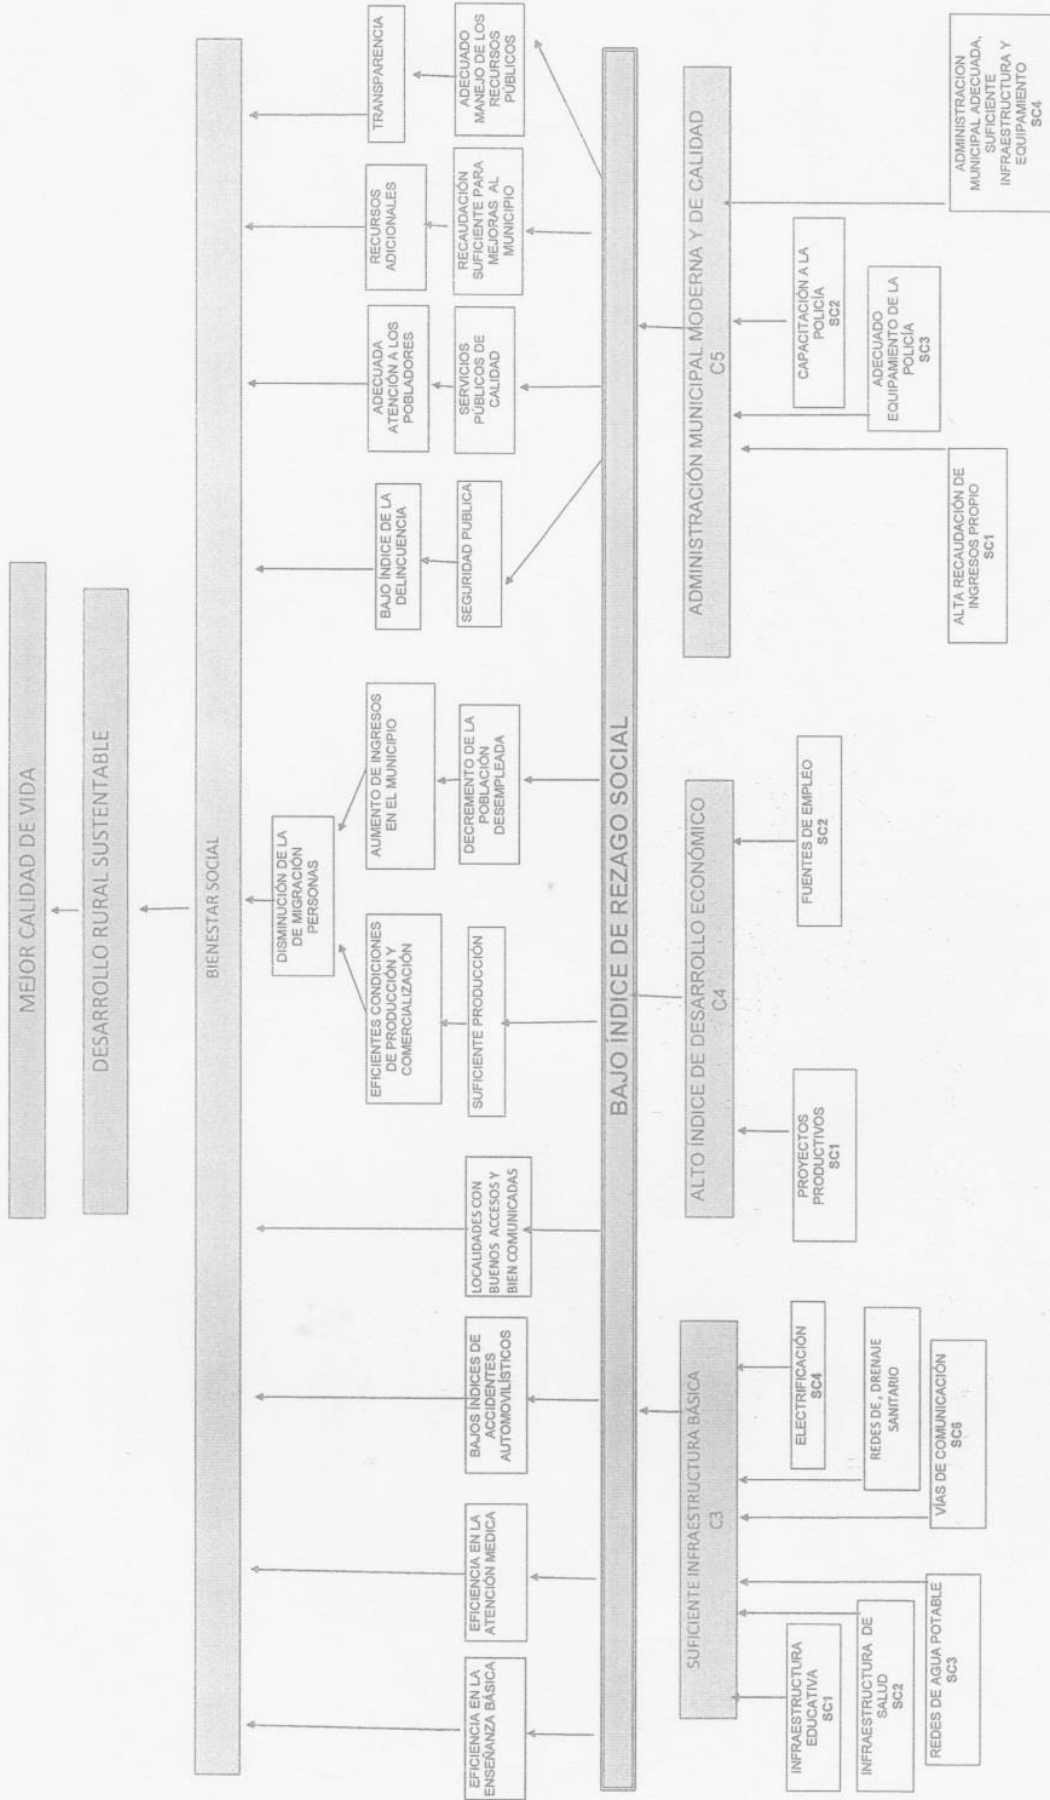 MEJOR CALIDAD DE VIDA
DESARROLLO RURAL SUSTENTABLE
BIENESTAR SOCIAL
DISMINUCIÓN DE LA
DE MIGRACIÓN
PERSONAS
EFICIENTES CONDICIONES
DE PRODUCCIÓN Y
COMERCIALIZACIÓN
AUMENTO DE INGRESOS
EN EL MUNICIPIO
BAJO ÍNDICE DE LA
DELINCUENCIA
ADECUADA
ATENCIÓN A LOS
POBLADORES
RECURSOS
ADICIONALES
TRANSPARENCIA
EFICIENCIA EN LA
ENSEÑANZA BÁSICA
EFICIENCIA EN LA
ATENCIÓN MEDICA
BAJOS ÍNDICES DE
ACCIDENTES
AUTOMOVILÍSTICOS
LOCALIDADES CON
BUENOS ACCESOS Y
BIEN COMUNICADAS
SUFICIENTE PRODUCCIÓN
DECREMENTO DE LA
POBLACIÓN
DESEMPLEADA
SEGURIDAD PUBLICA
SERVICIOS
PÚBLICOS DE
CALIDAD
RECAUDACIÓN
SUFICIENTE PARA
MEJORAS AL
MUNICIPIO
ADECUADO
MANEJO DE LOS
RECURSOS
PÚBLICOS
BAJO ÍNDICE DE REZAGO SOCIAL
SUFICIENTE INFRAESTRUCTURA BÁSICA
C3
ALTO ÍNDICE DE DESARROLLO ECONÓMICO
C4
ADMINISTRACIÓN MUNICIPAL MODERNA Y DE CALIDAD
C5
INFRAESTRUCTURA
EDUCATIVA
SC1
INFRAESTRUCTURA DE
SALUD
SC2
REDES DE AGUA POTABLE
SC3
ELECTRIFICACIÓN
SC4
REDES DE , DRENAJE
SANITARIO
VÍAS DE COMUNICACIÓN
SC6
PROYECTOS
PRODUCTIVOS
SC1
FUENTES DE EMPLEO
SC2
ALTA RECAUDACIÓN DE
INGRESOS PROPIO
SC1
CAPACITACIÓN A LA
POLICÍA
SC2
ADECUADO
EQUIPAMIENTO DE LA
POLICÍA
SC3
ADMINISTRACION
MUNICIPAL ADECUADA,
SUFICIENTE
INFRAESTRUCTURA Y
EQUIPAMIENTO
SC4